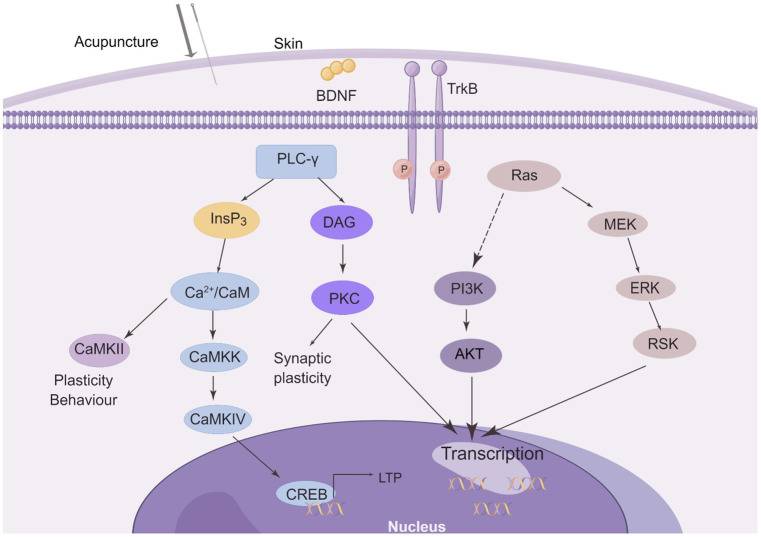 Acupuncture
Skin
BDNF
TrkB
P
P
PLC-γ
Ras
InsP3
DAG
MEK
Ca2+/CaM
PKC
PI3K
ERK
CaMKII
Plasticity
Behaviour
CaMKK
Synaptic
plasticity
AKT
RSK
CaMKIV
Transcription
CREB
LTP
Nucleus